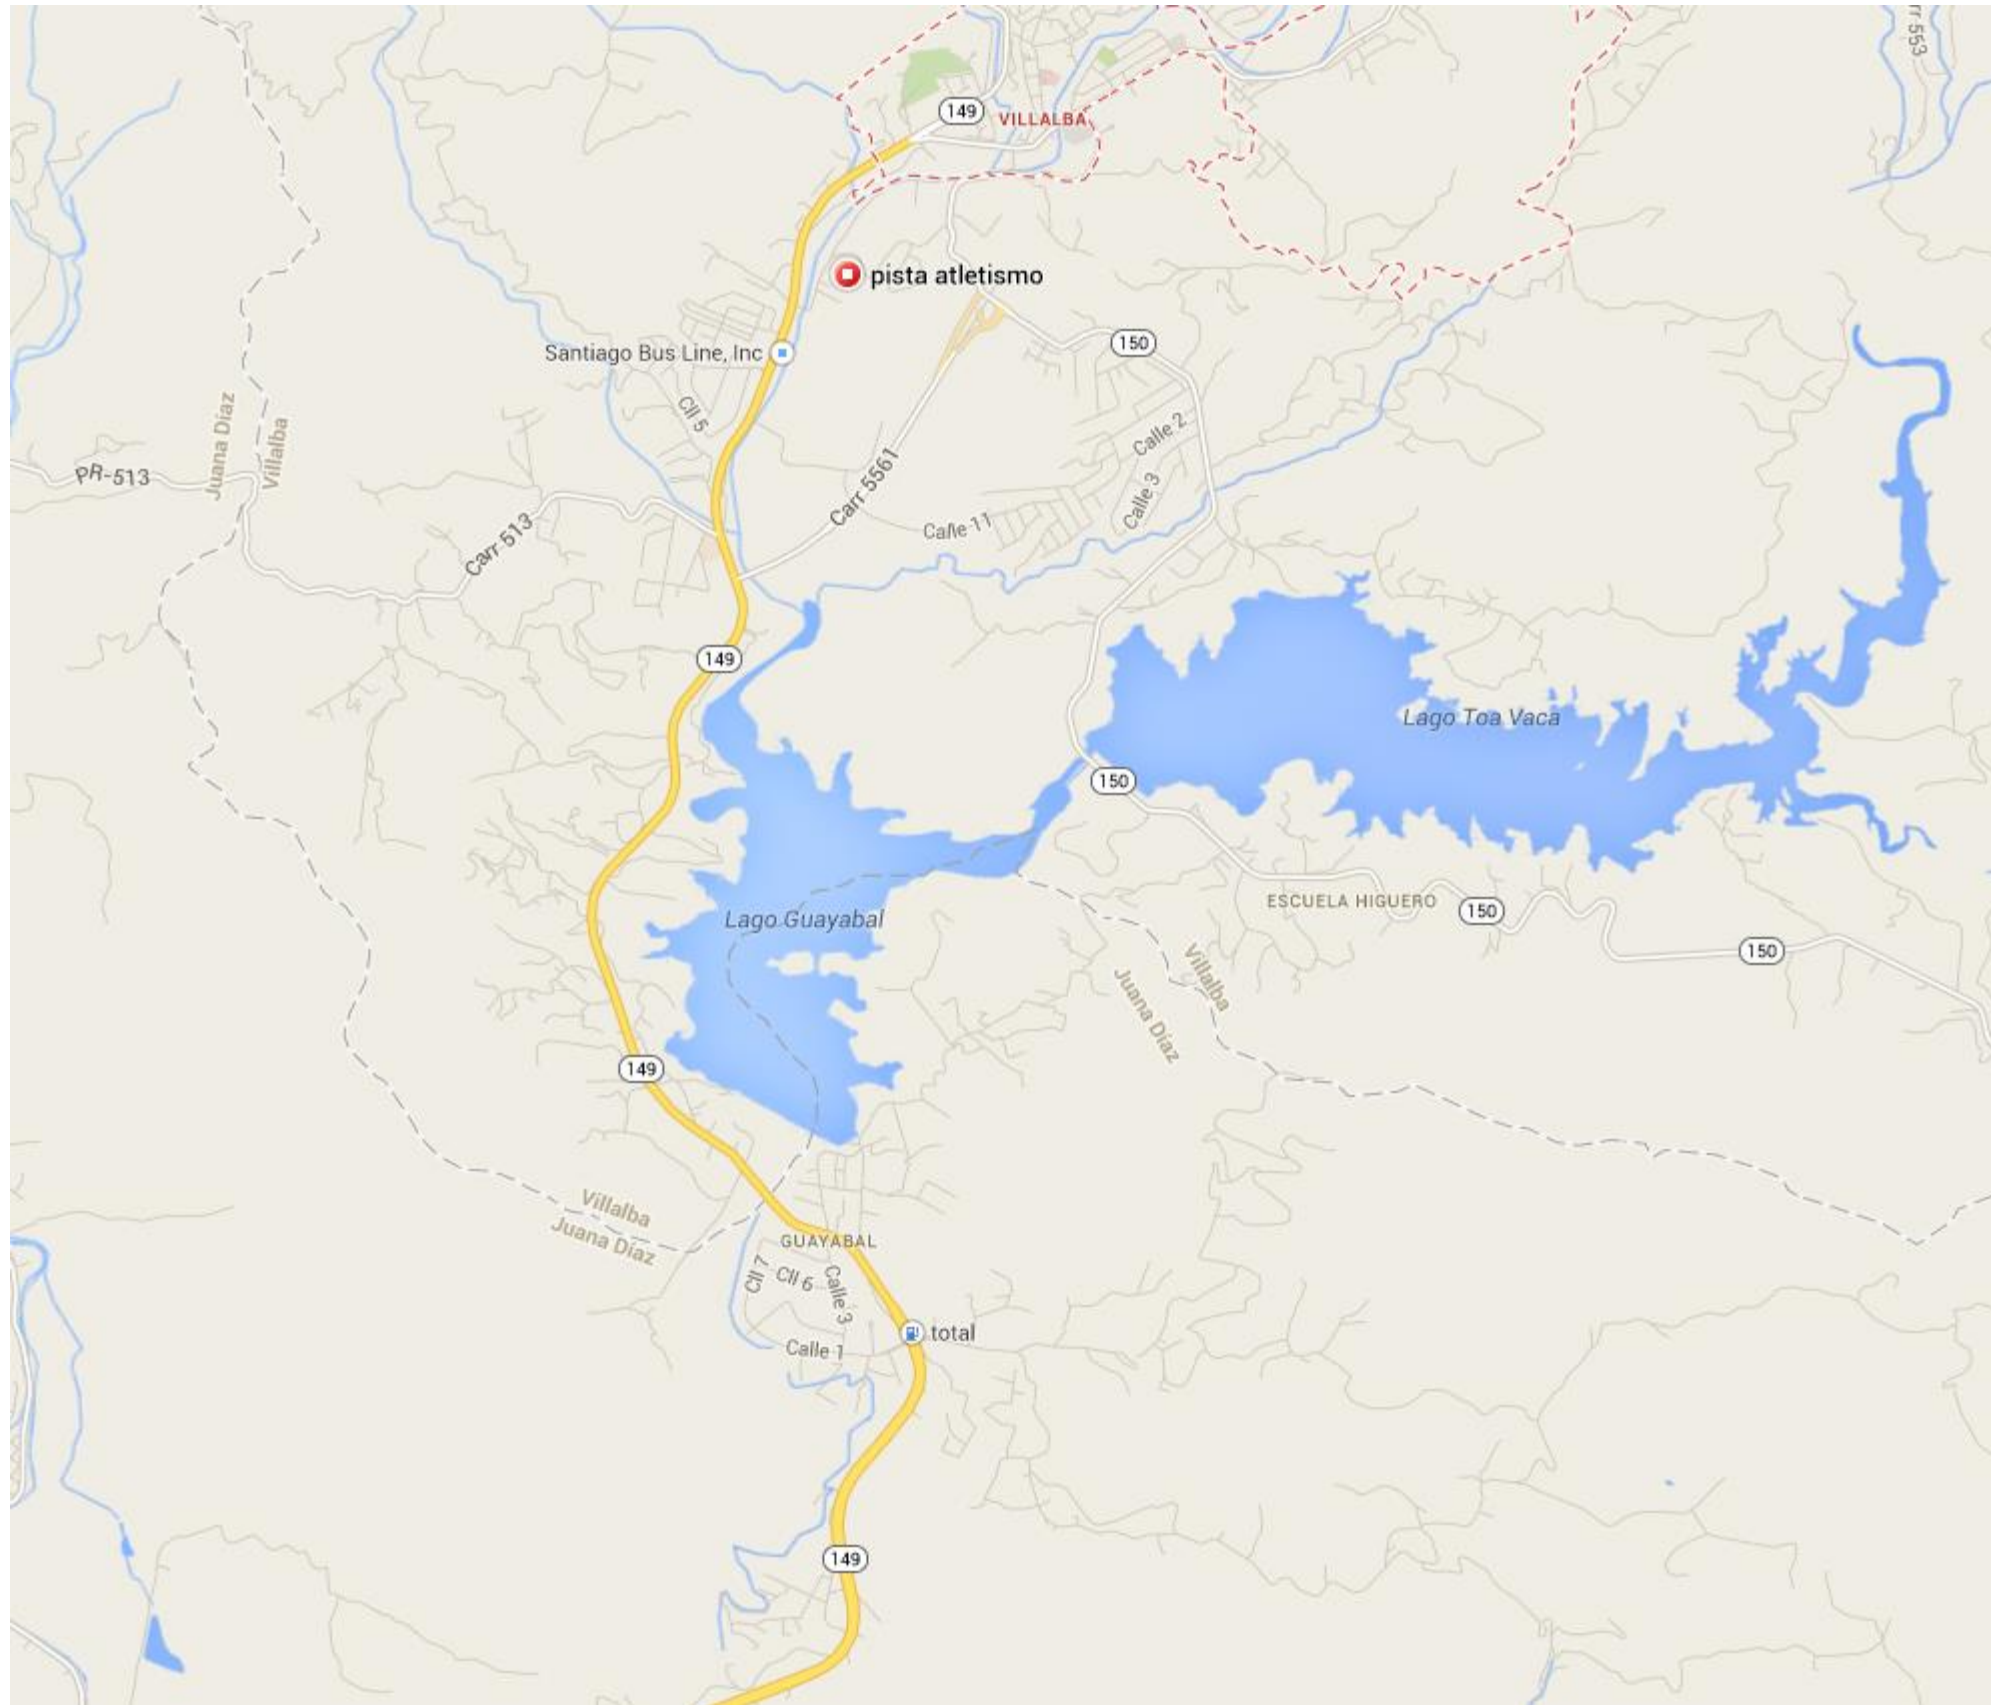 rr 553
149
VILLALBA
pista atletismo
150
Santiago Bus Line, Inc
Cll 5
Juana Díaz
Villalba
PR-513
Calle 2
Carr 5561
Calle 3
Calle 11
Carr 513
149
Lago Toa Vaca
150
ESCUELA HIGUERO
150
Lago Guayabal
150
Villalba
Juana Díaz
149
Villalba
Juana Díaz
GUAYABAL
Cll 7
Cll 6
Calle 3
total
Calle 1
149